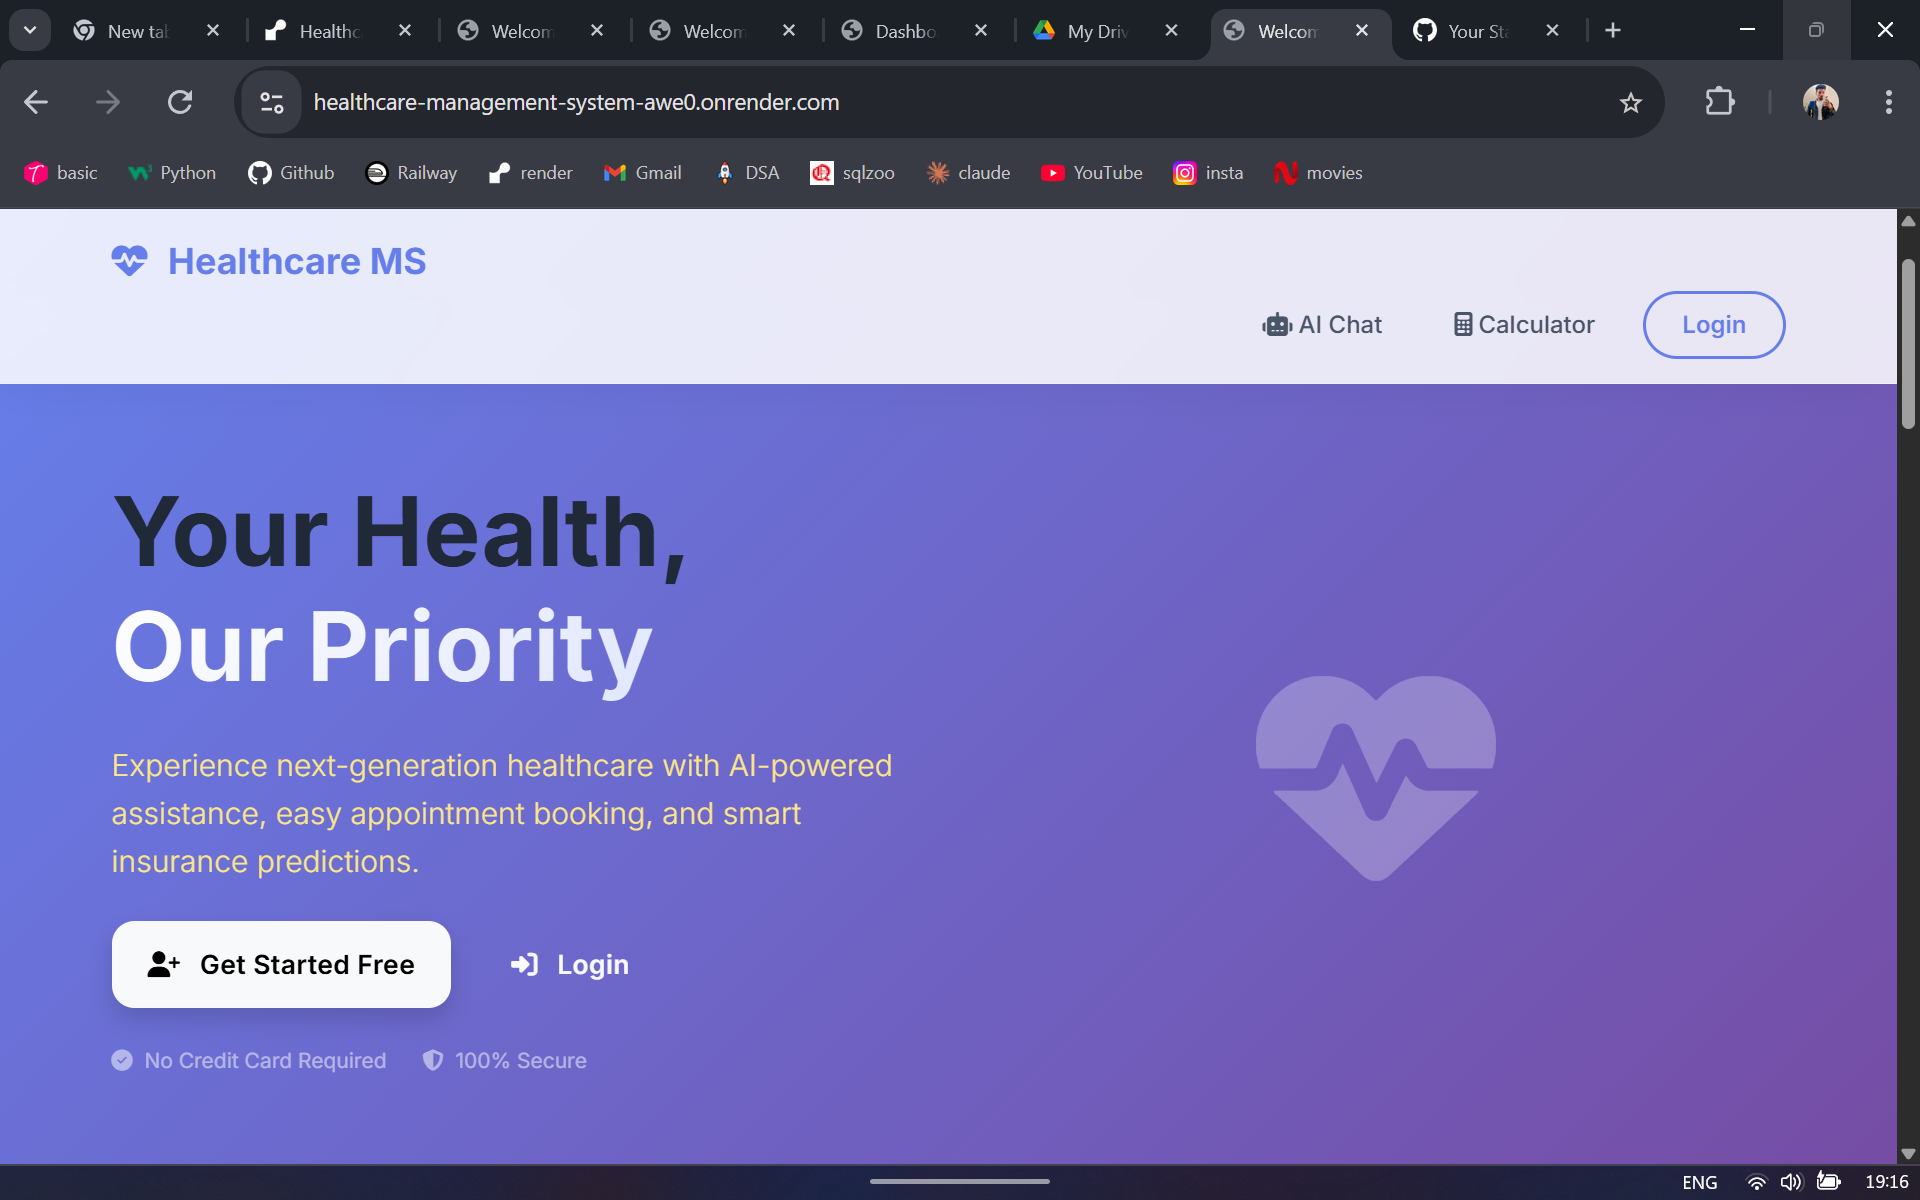 New tab
Healthc
Welcom
Welcom
Dashbo
My Driv
Welcom
Your Sta
healthcare-management-system-awe0.onrender.com
basic
Python
Github
Railway
render
Gmail
DSA
sqlzoo
claude
YouTube
insta
movies
Healthcare MS
AI Chat
Calculator
Login
Your Health,
Our Priority
Experience next-generation healthcare with AI-powered
assistance, easy appointment booking, and smart
insurance predictions.
Get Started Free
Login
No Credit Card Required
100% Secure
ENG
19:16